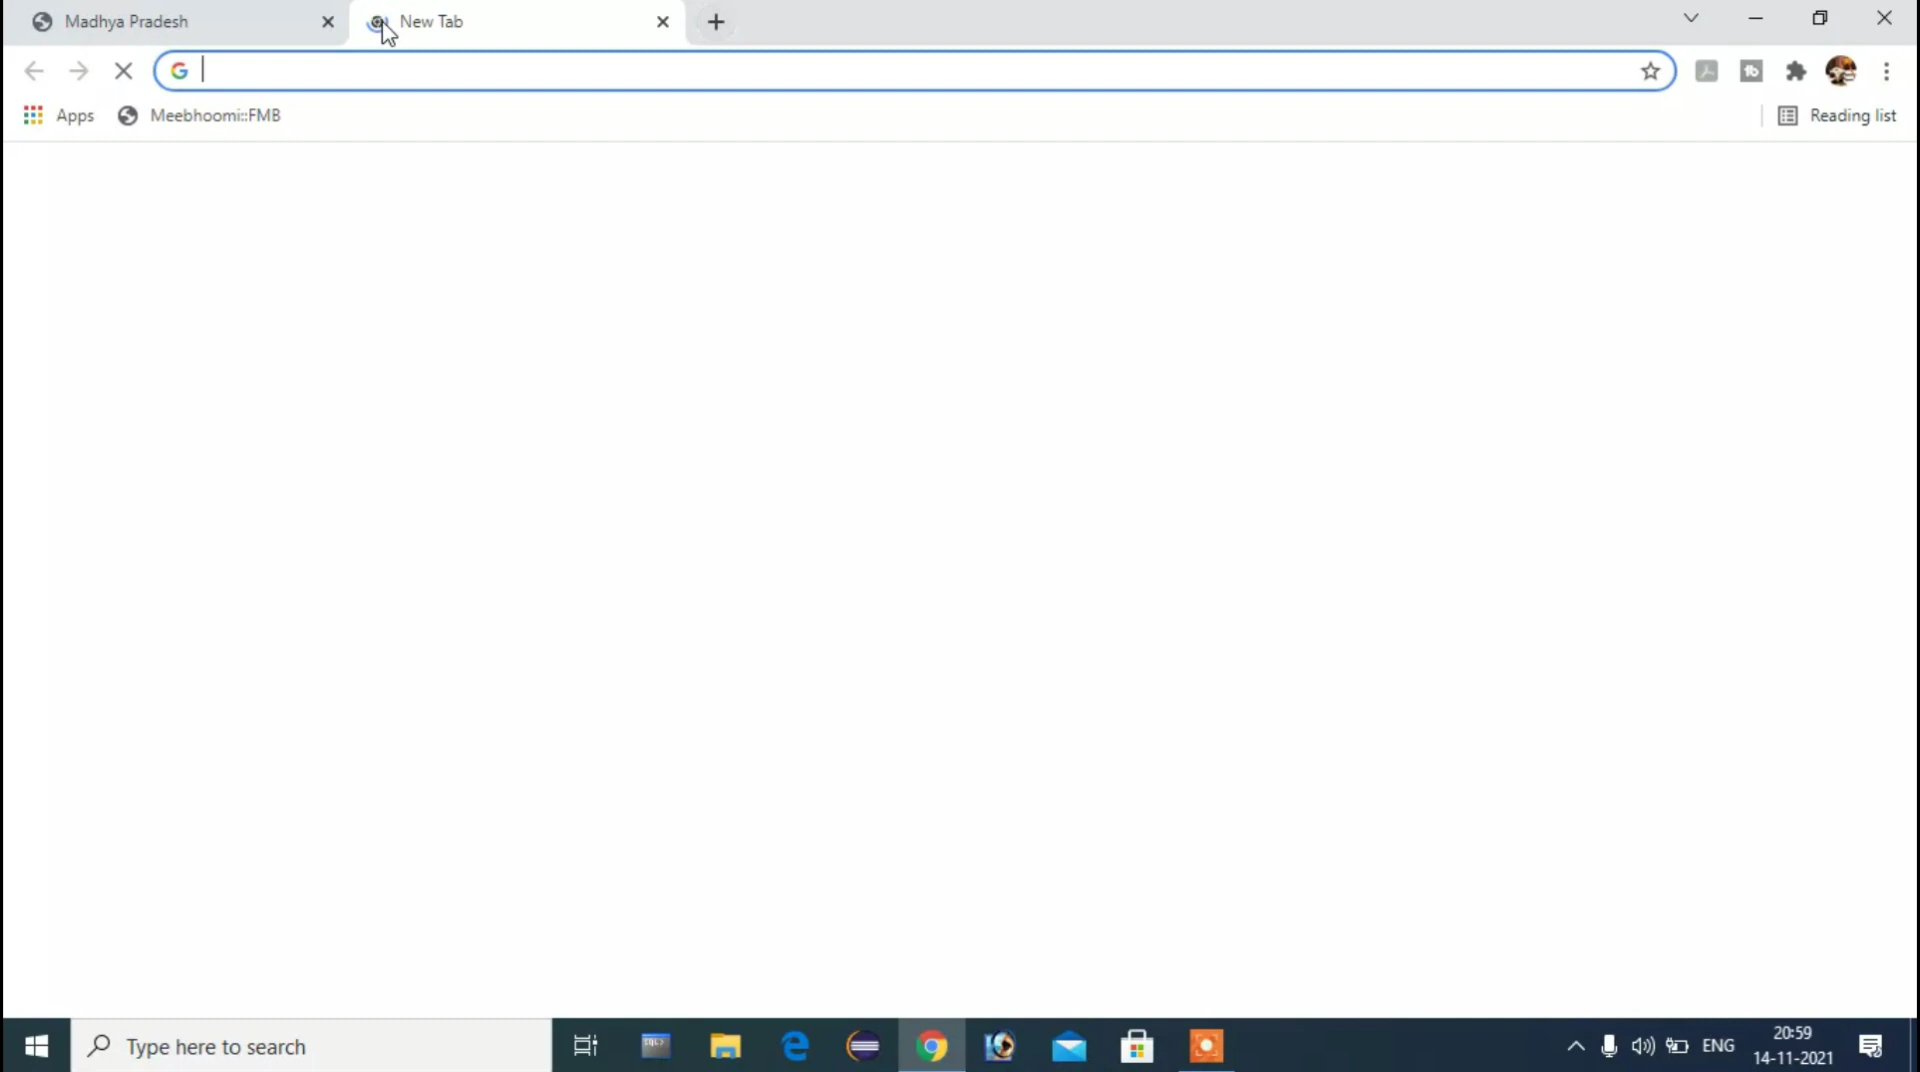 Madhya Pradesh
New Tab
Apps
Meebhoomi::FMB
Reading list
Type here to search
ENG
20:59
14-11-2021